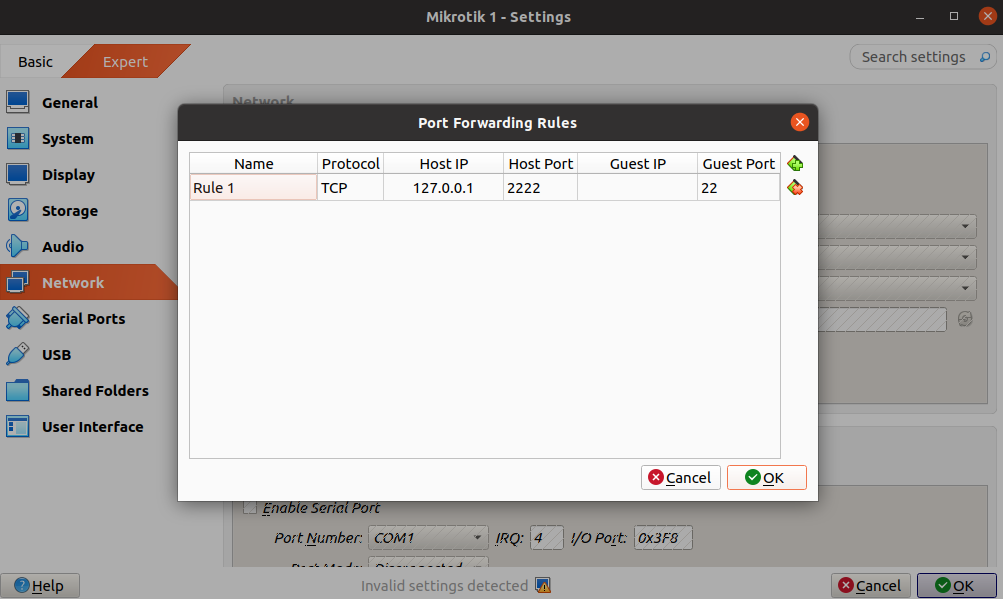 Mikrotik 1 - Settings
Basic
Expert
Search settings
General
System
Display
Storage
Audio
Network
Serial Ports
USB
Shared Folders
User Interface
Network
Port Forwarding Rules
Name Protocol Host IP Host Port Guest IP Guest Port
Rule 1 TCP 127.0.0.1 2222 22
Cancel OK
Enable Serial Port
Port Number: COM1 IRQ: 4 I/O Port: 0x3F8
Help
Invalid settings detected
Cancel OK